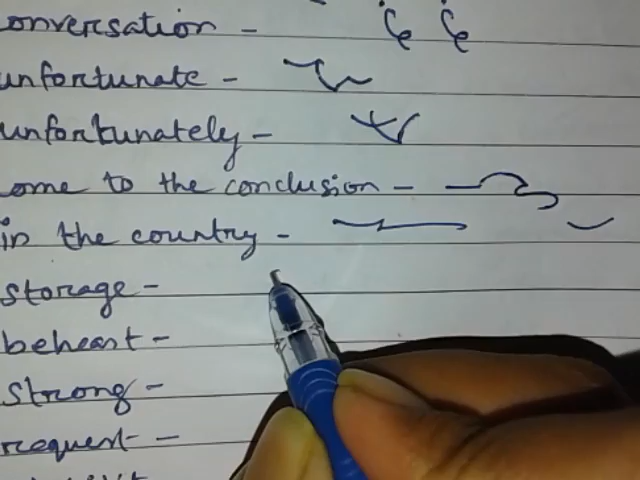 onversation -
unfortunate -
unfortunately -
ome to the conclusion -
in the country -
storage -
behest -
strong -
request -